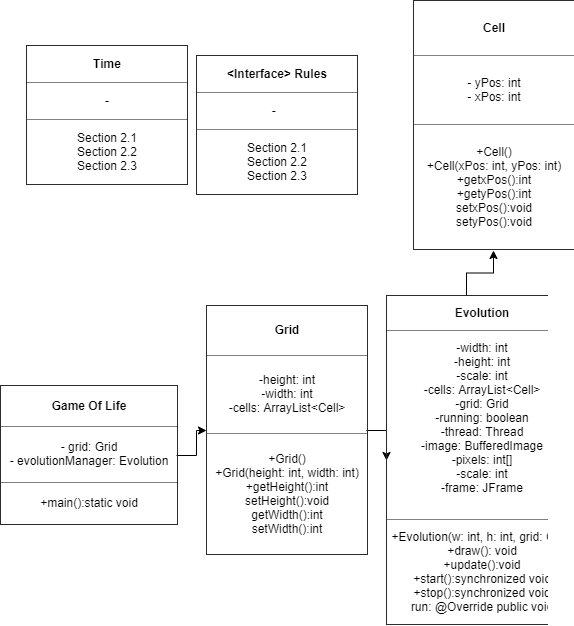 Time
-
Section 2.1
Section 2.2
Section 2.3
<Interface> Rules
-
Section 2.1
Section 2.2
Section 2.3
Cell
- yPos: int
- xPos: int
+Cell()
+Cell(xPos: int, yPos: int)
+getxPos():int
+getyPos():int
setxPos():void
setyPos():void
Game Of Life
- grid: Grid
- evolutionManager: Evolution
+main():static void
Grid
-height: int
-width: int
-cells: ArrayList<Cell>
+Grid()
+Grid(height: int, width: int)
+getHeight():int
setHeight():void
getWidth():int
setWidth():int
Evolution
-width: int
-height: int
-scale: int
-cells: ArrayList<Cell>
-grid: Grid
-running: boolean
-thread: Thread
-image: BufferedImage
-pixels: int[]
-scale: int
-frame: JFrame
+Evolution(w: int, h: int, grid:
+draw(): void
+update():void
+start():synchronized void
+stop():synchronized void
run: @Override public void